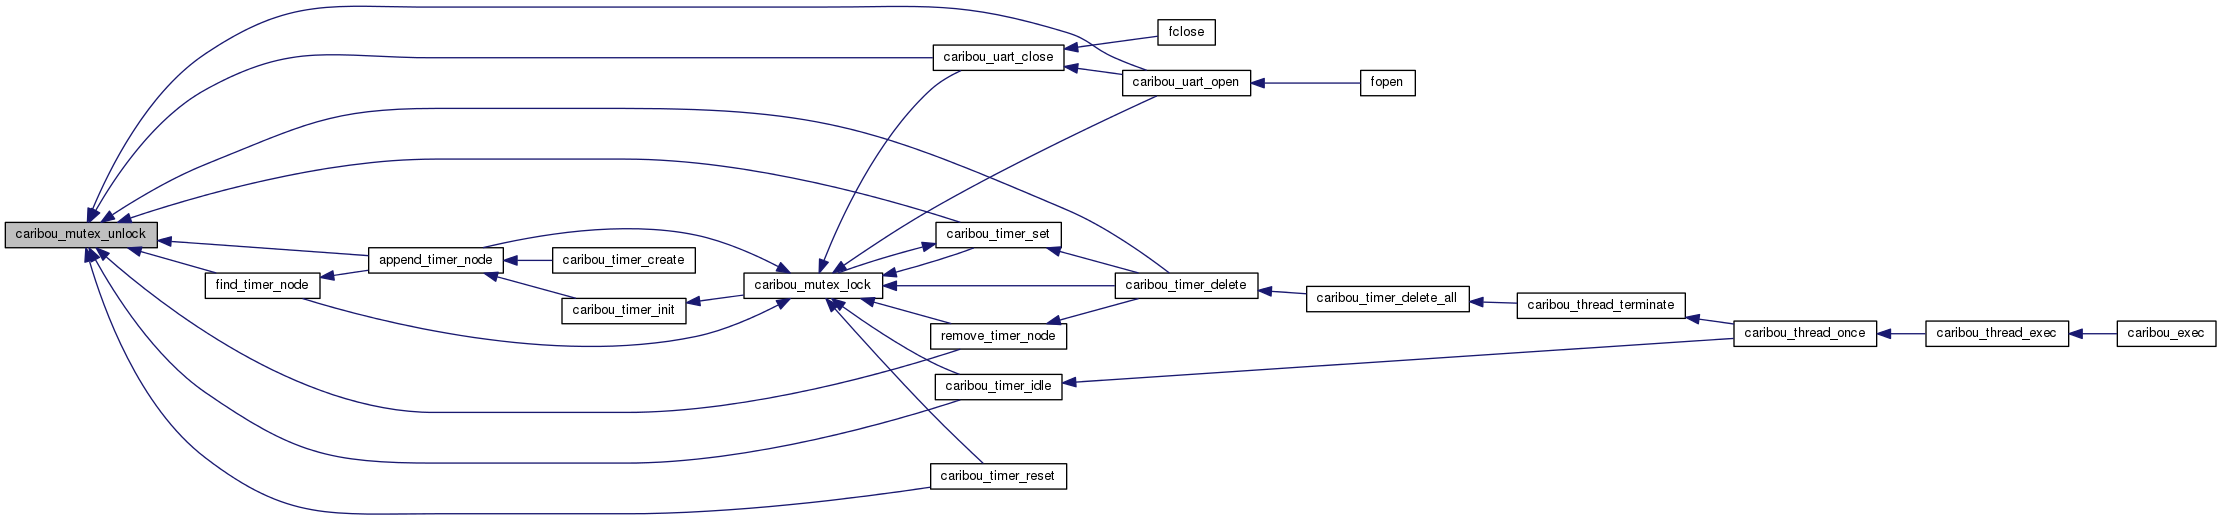 fclose
caribou_uart_close
caribou_uart_open
fopen
caribou_mutex_unlock
caribou_timer_set
append_timer_node
caribou_timer_create
find_timer_node
caribou_mutex_lock
caribou_timer_delete
caribou_timer_init
caribou_timer_delete_all
caribou_thread_terminate
remove_timer_node
caribou_thread_once
caribou_thread_exec
caribou_exec
caribou_timer_idle
caribou_timer_reset